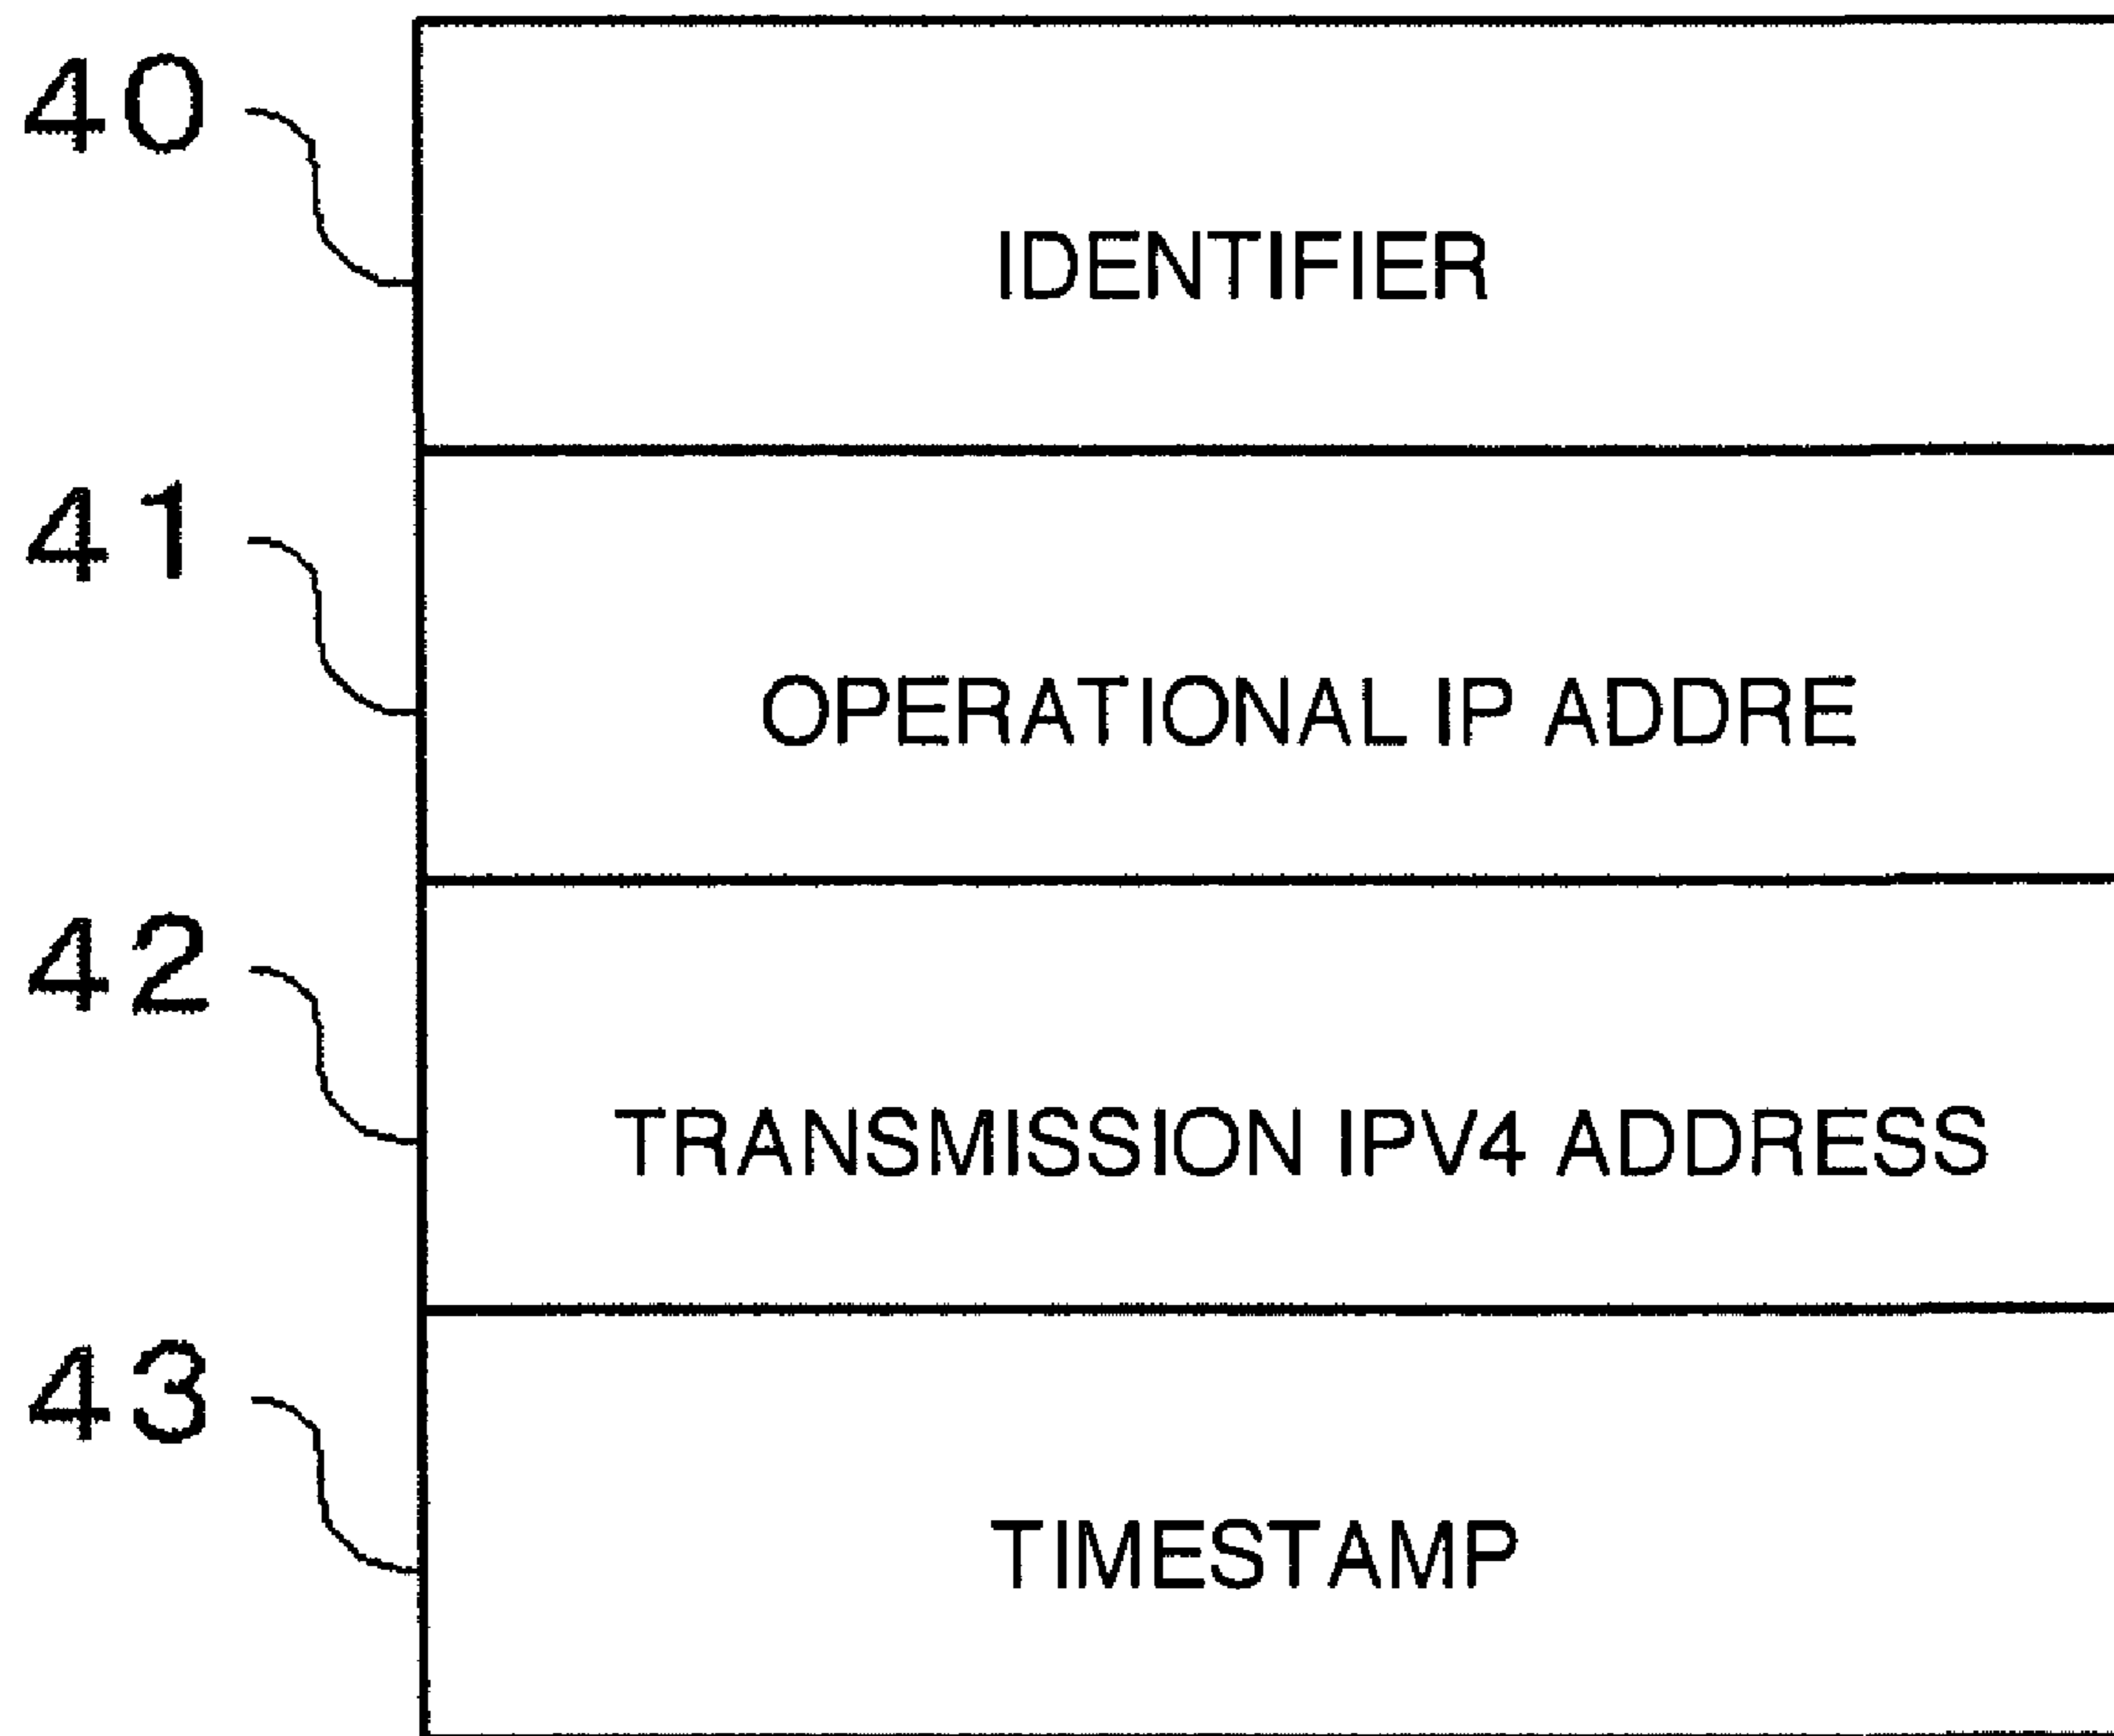 40
IDENTIFIER
41
OPERATIONAL IP ADDRE
42
TRANSMISSION IPV4 ADDRESS
43
TIMESTAMP